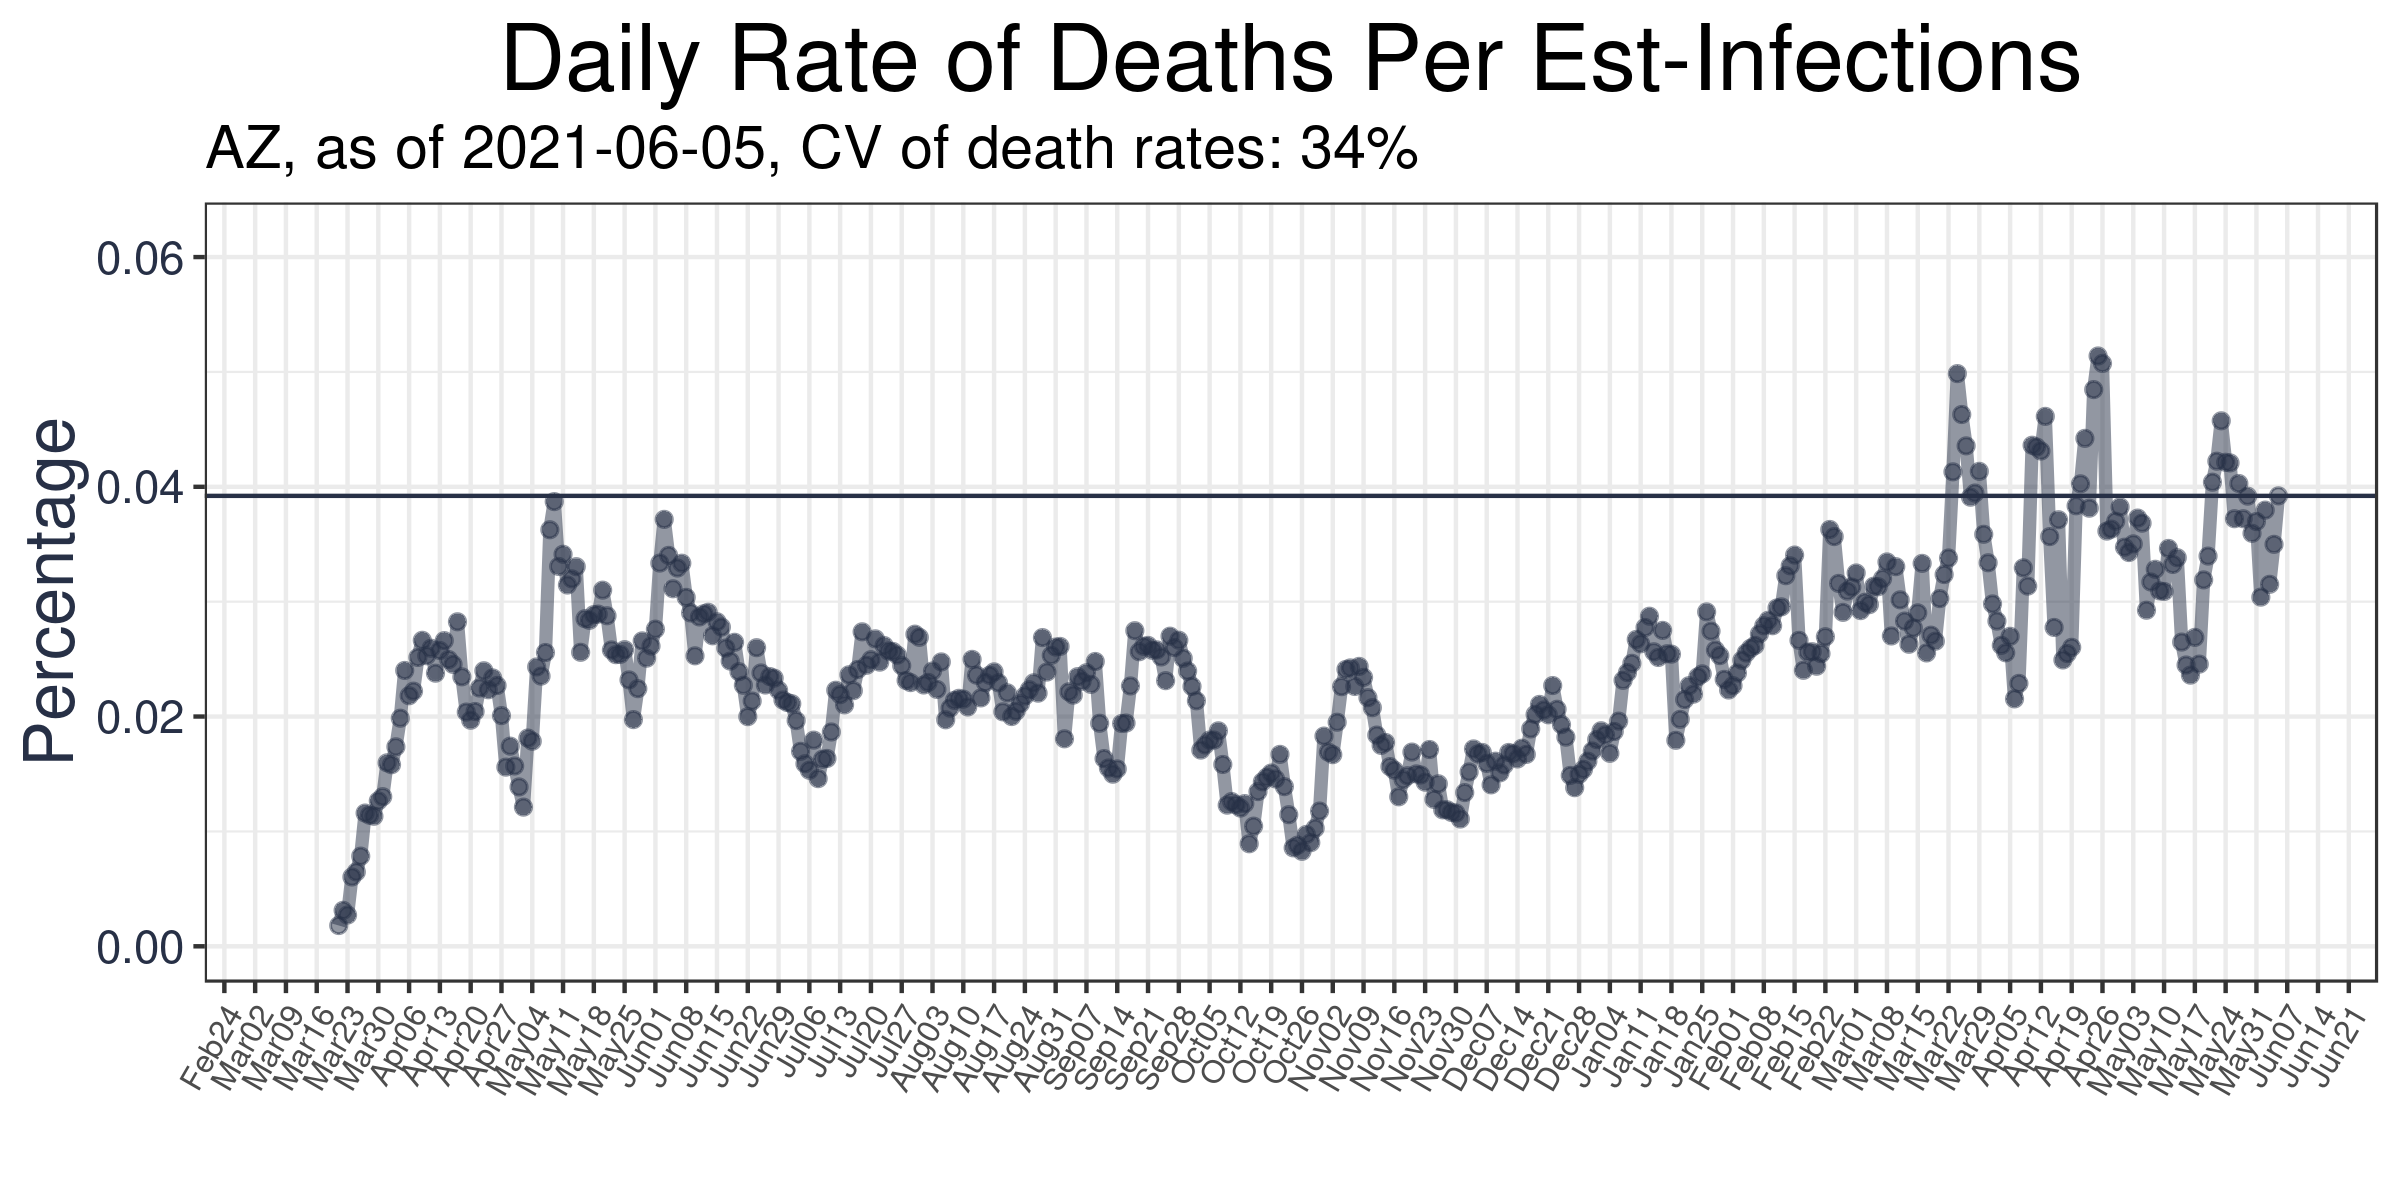 Daily Rate of Deaths Per Est-Infections
AZ, as of 2021-06-05, CV of death rates: 34%
Percentage
0.06
0.04
0.02
0.00
Feb24
Mar02
Mar09
Mar16
Mar23
Mar30
Apr06
Apr13
Apr20
Apr27
May04
May11
May18
May25
Jun01
Jun08
Jun15
Jun22
Jun29
Jul06
Jul13
Jul20
Jul27
Aug03
Aug10
Aug17
Aug24
Aug31
Sep07
Sep14
Sep21
Sep28
Oct05
Oct12
Oct19
Oct26
Nov02
Nov09
Nov16
Nov23
Nov30
Dec07
Dec14
Dec21
Dec28
Jan04
Jan11
Jan18
Jan25
Feb01
Feb08
Feb15
Feb22
Mar01
Mar08
Mar15
Mar22
Mar29
Apr05
Apr12
Apr19
Apr26
May03
May10
May17
May24
May31
Jun07
Jun14
Jun21